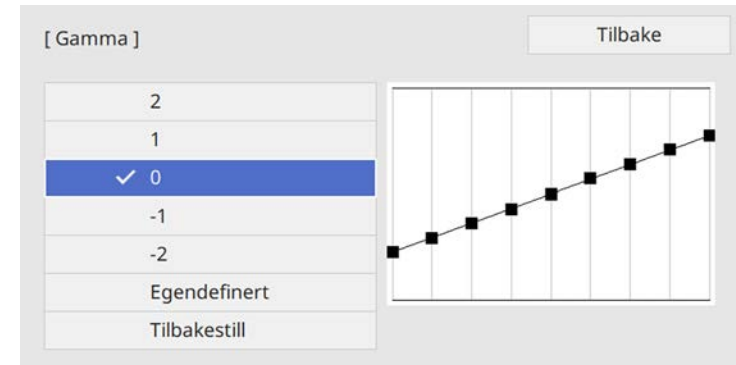 [ Gamma ]
Tilbake
2
1
0
-1
-2
Egendefinert
Tilbakestill